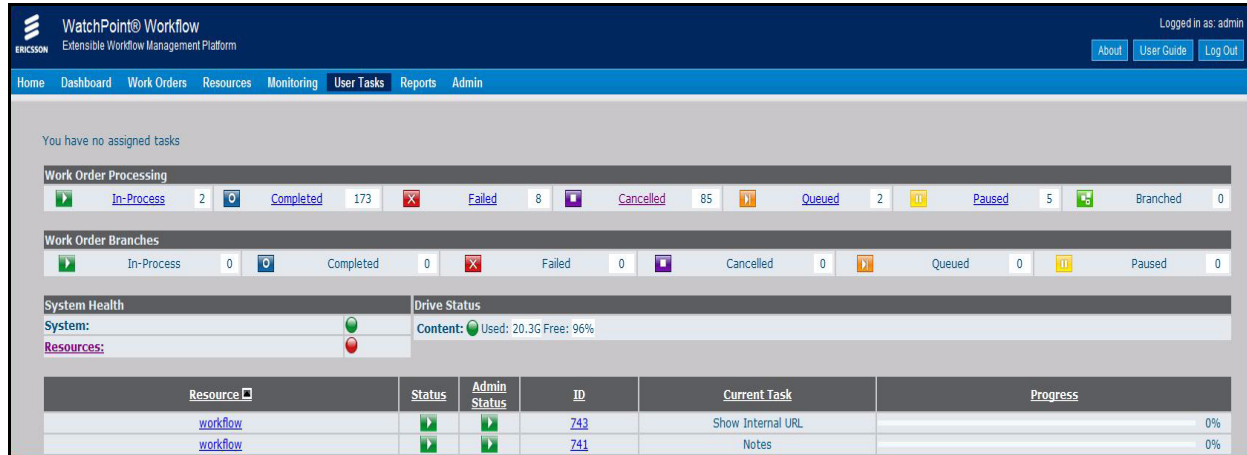 WatchPoint® Workflow
Logged in as: admin
ERICSSON
Extensible Workflow Management Platform
About User Guide Log Out
Home Dashboard Work Orders Resources Monitoring User Tasks Reports Admin
You have no assigned tasks
Work Order Processing
In-Process 2 Completed 173 Failed 8 Cancelled 85 Queued 2 Paused 5 Branched 0
Work Order Branches
In-Process 0 Completed 0 Failed 0 Cancelled 0 Queued 0 Paused 0
System Health Drive Status
System: Content: Used: 20.3G Free: 96%
Resources:
Resource Status Admin Status ID Current Task Progress
workflow 743 Show Internal URL 0%
workflow 741 Notes 0%